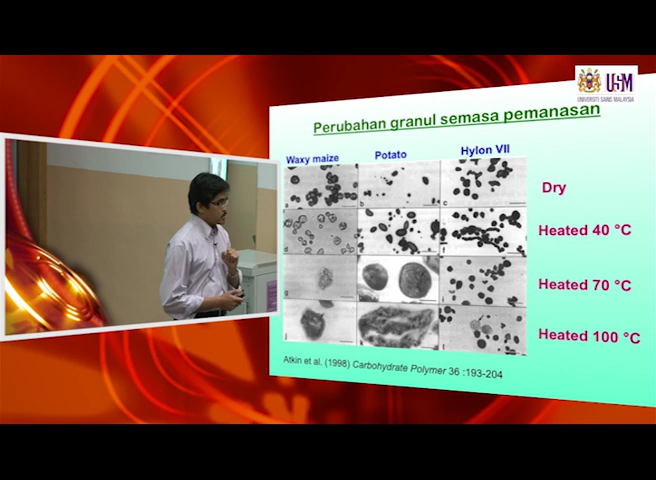 USM
UNIVERSITI SAINS MALAYSIA
Perubahan granul semasa pemanasan
Waxy maize
Potato
Hylon VII
a
b
c
Dry
d
f
Heated 40 °C
g
Heated 70 °C
j
Heated 100 °C
Atkin et al. (1998) Carbohydrate Polymer 36 :193-204